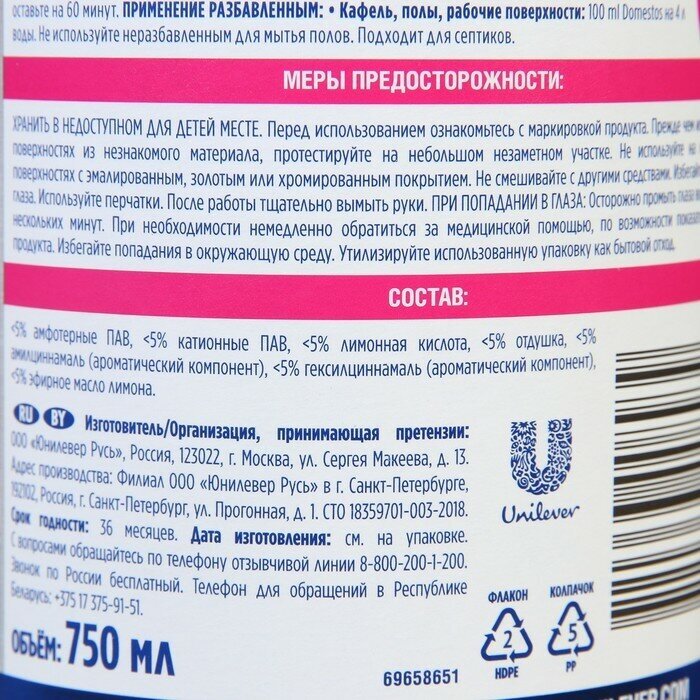 оставьте на 60 минут. ПРИМЕНЕНИЕ РАЗБАВЛЕННЫМ: • Кафель, полы, рабочие поверхности: 100 ml Domestos на 4 л
воды. Не используйте неразбавленным для мытья полов. Подходит для септиков.
МЕРЫ ПРЕДОСТОРОЖНОСТИ:
ХРАНИТЬ В НЕДОСТУПНОМ ДЛЯ ДЕТЕЙ МЕСТЕ. Перед использованием ознакомьтесь с маркировкой продукта. Прежде чем
поверхностях из незнакомого материала, протестируйте на небольшом незаметном участке. Не используйте на
поверхностях с эмалированным, золотым или хромированным покрытием. Не смешивайте с другими средствами.
глаза. Используйте перчатки. После работы тщательно вымыть руки. ПРИ ПОПАДАНИИ В ГЛАЗА: Осторожно промыть глаза
нескольких минут. При необходимости немедленно обратиться за медицинской помощью, по возможности
продукта. Избегайте попадания в окружающую среду. Утилизируйте использованную упаковку как бытовой отход.
СОСТАВ:
<5% амфотерные ПАВ, <5% катионные ПАВ, <5% лимонная кислота, <5% отдушка, <5%
амилциннамаль (ароматический компонент), <5% гексилциннамаль (ароматический компонент),
<5% эфирное масло лимона.
RU BY Изготовитель/Организация, принимающая претензии:
ООО «Юнилевер Русь», Россия, 123022, г. Москва, ул. Сергея Макеева, д. 13.
Адрес производства: Филиал ООО «Юнилевер Русь» в г. Санкт-Петербурге,
192102, Россия, г. Санкт-Петербург, ул. Прогонная, д. 1. СТО 18359701-003-2018.
Срок годности: 36 месяцев. Дата изготовления: см. на упаковке.
С вопросами обращайтесь по телефону отзывчивой линии 8-800-200-1-200.
Звонок по России бесплатный. Телефон для обращений в Республике
Беларусь: +375 17 375-91-51.
ОБЪЁМ: 750 МЛ
69658651
Unilever
ФЛАКОН
2
HDPE
КОЛПАЧОК
5
PP